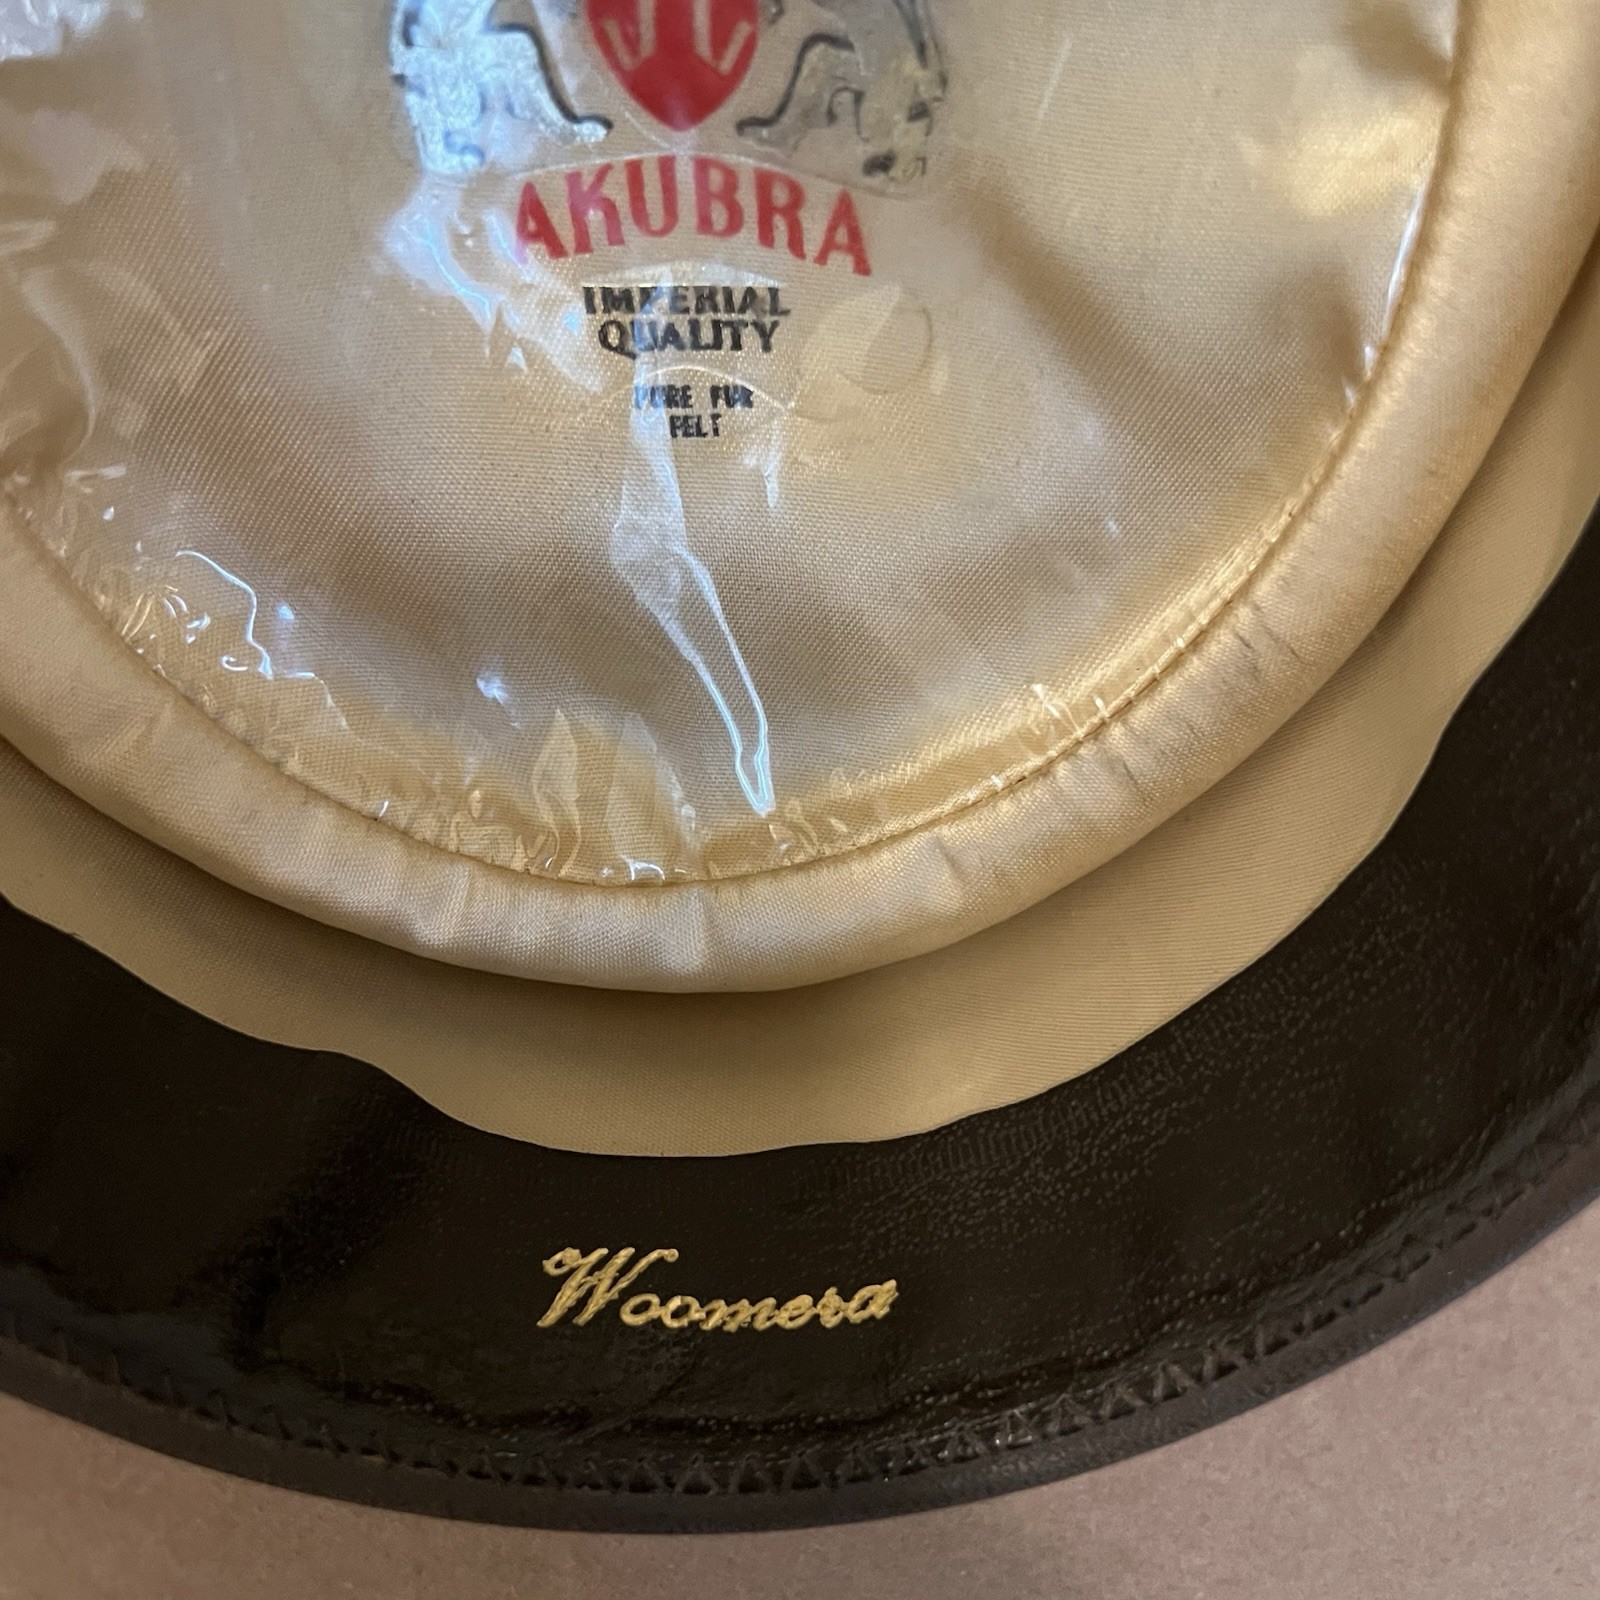 AKUBRA
IMPERIAL
QUALITY
PURE FUR
FELT
Woomera